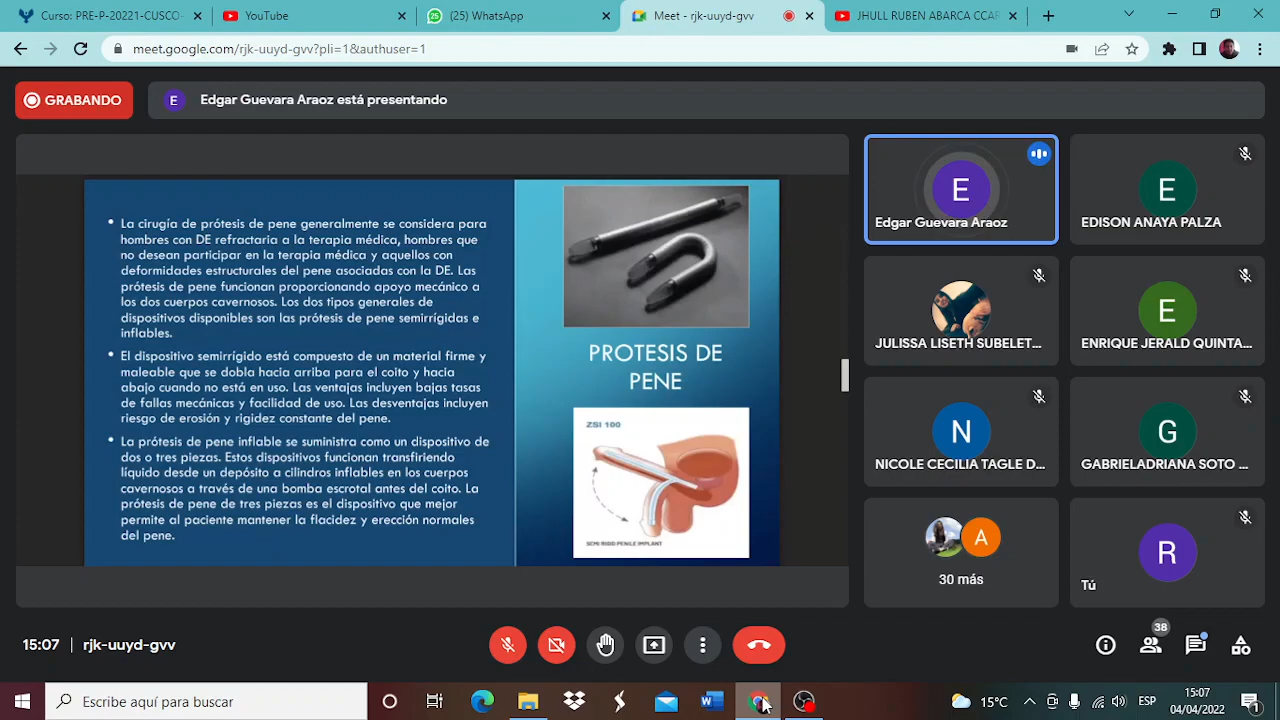 Curso: PRE-P-20221-CUSCO-
YouTube
(25) WhatsApp
Meet - rjk-uuyd-gvv
JHULL RUBEN ABARCA CCAR
meet.google.com/rjk-uuyd-gvv?pli=1&authuser=1
GRABANDO
E
Edgar Guevara Araoz está presentando
• La cirugía de prótesis de pene generalmente se considera para
hombres con DE refractaria a la terapia médica, hombres que
no desean participar en la terapia médica y aquellos con
deformidades estructurales del pene asociadas con la DE. Las
prótesis de pene funcionan proporcionando apoyo mecánico a
los dos cuerpos cavernosos. Los dos tipos generales de
dispositivos disponibles son las prótesis de pene semirrígidas e
inflables.
• El dispositivo semirrígido está compuesto de un material firme y
maleable que se dobla hacia arriba para el coito y hacia
abajo cuando no está en uso. Las ventajas incluyen bajas tasas
de fallas mecánicas y facilidad de uso. Las desventajas incluyen
riesgo de erosión y rigidez constante del pene.
• La prótesis de pene inflable se suministra como un dispositivo de
dos o tres piezas. Estos dispositivos funcionan transfiriendo
líquido desde un depósito a cilindros inflables en los cuerpos
cavernosos a través de una bomba escrotal antes del coito. La
prótesis de pene de tres piezas es el dispositivo que mejor
permite al paciente mantener la flacidez y erección normales
del pene.
PROTESIS DE
PENE
ZSI 100
SEMI RIGID PENILE IMPLANT
E
Edgar Guevara Araoz
E
EDISON ANAYA PALZA
JULISSA LISETH SUBELET...
E
ENRIQUE JERALD QUINTA...
N
NICOLE CECILIA TAGLE D...
G
GABRIELADRIANA SOTO ...
A
30 más
R
Tú
15:07 | rjk-uuyd-gvv
38
Escribe aquí para buscar
15°C
ESP
15:07
04/04/2022
1